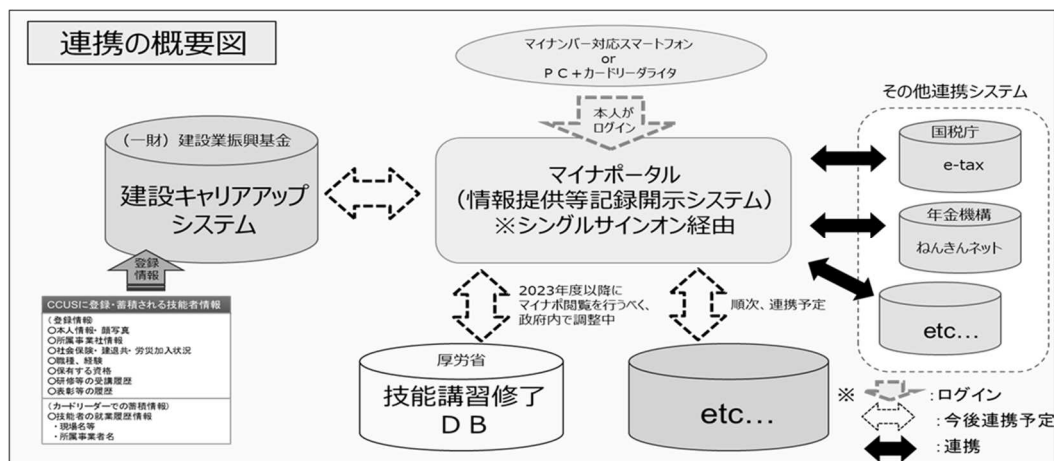 連携の概要図
マイナンバー対応スマートフォン
or
ＰＣ＋カードリーダライタ
本人が
ログイン
その他連携システム
（一財）建設業振興基金
建設キャリアアップ
システム
マイナポータル
（情報提供等記録開示システム）
※シングルサインオン経由
国税庁
e-tax
年金機構
ねんきんネット
etc…
登録
情報
CCUSに登録・蓄積される技能者情報
（登録情報）
○本人情報・顔写真
○所属事業社情報
○社会保険・建退共・労災加入状況
○職種、経験
○保有する資格
○研修等の受講履歴
○表彰等の履歴
（カードリーダーでの蓄積情報）
○技能者の就業履歴情報
・現場名等
・所属事業者名
2023年度以降に
マイナポ閲覧を行うべく、
政府内で調整中
順次、連携予定
厚労省
技能講習修了
ＤＢ
etc…
※
：ログイン
：今後連携予定
：連携